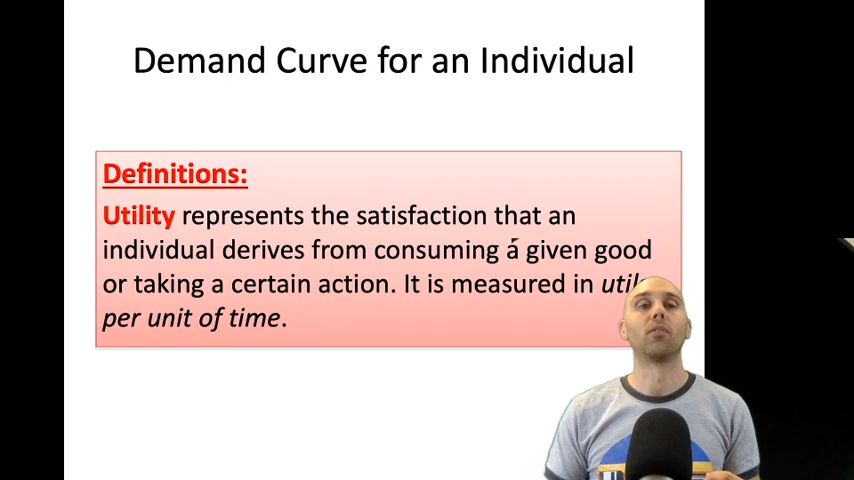 Demand Curve for an Individual
Definitions:
Utility represents the satisfaction that an
individual derives from consuming á given good
or taking a certain action. It is measured in
per unit of time.